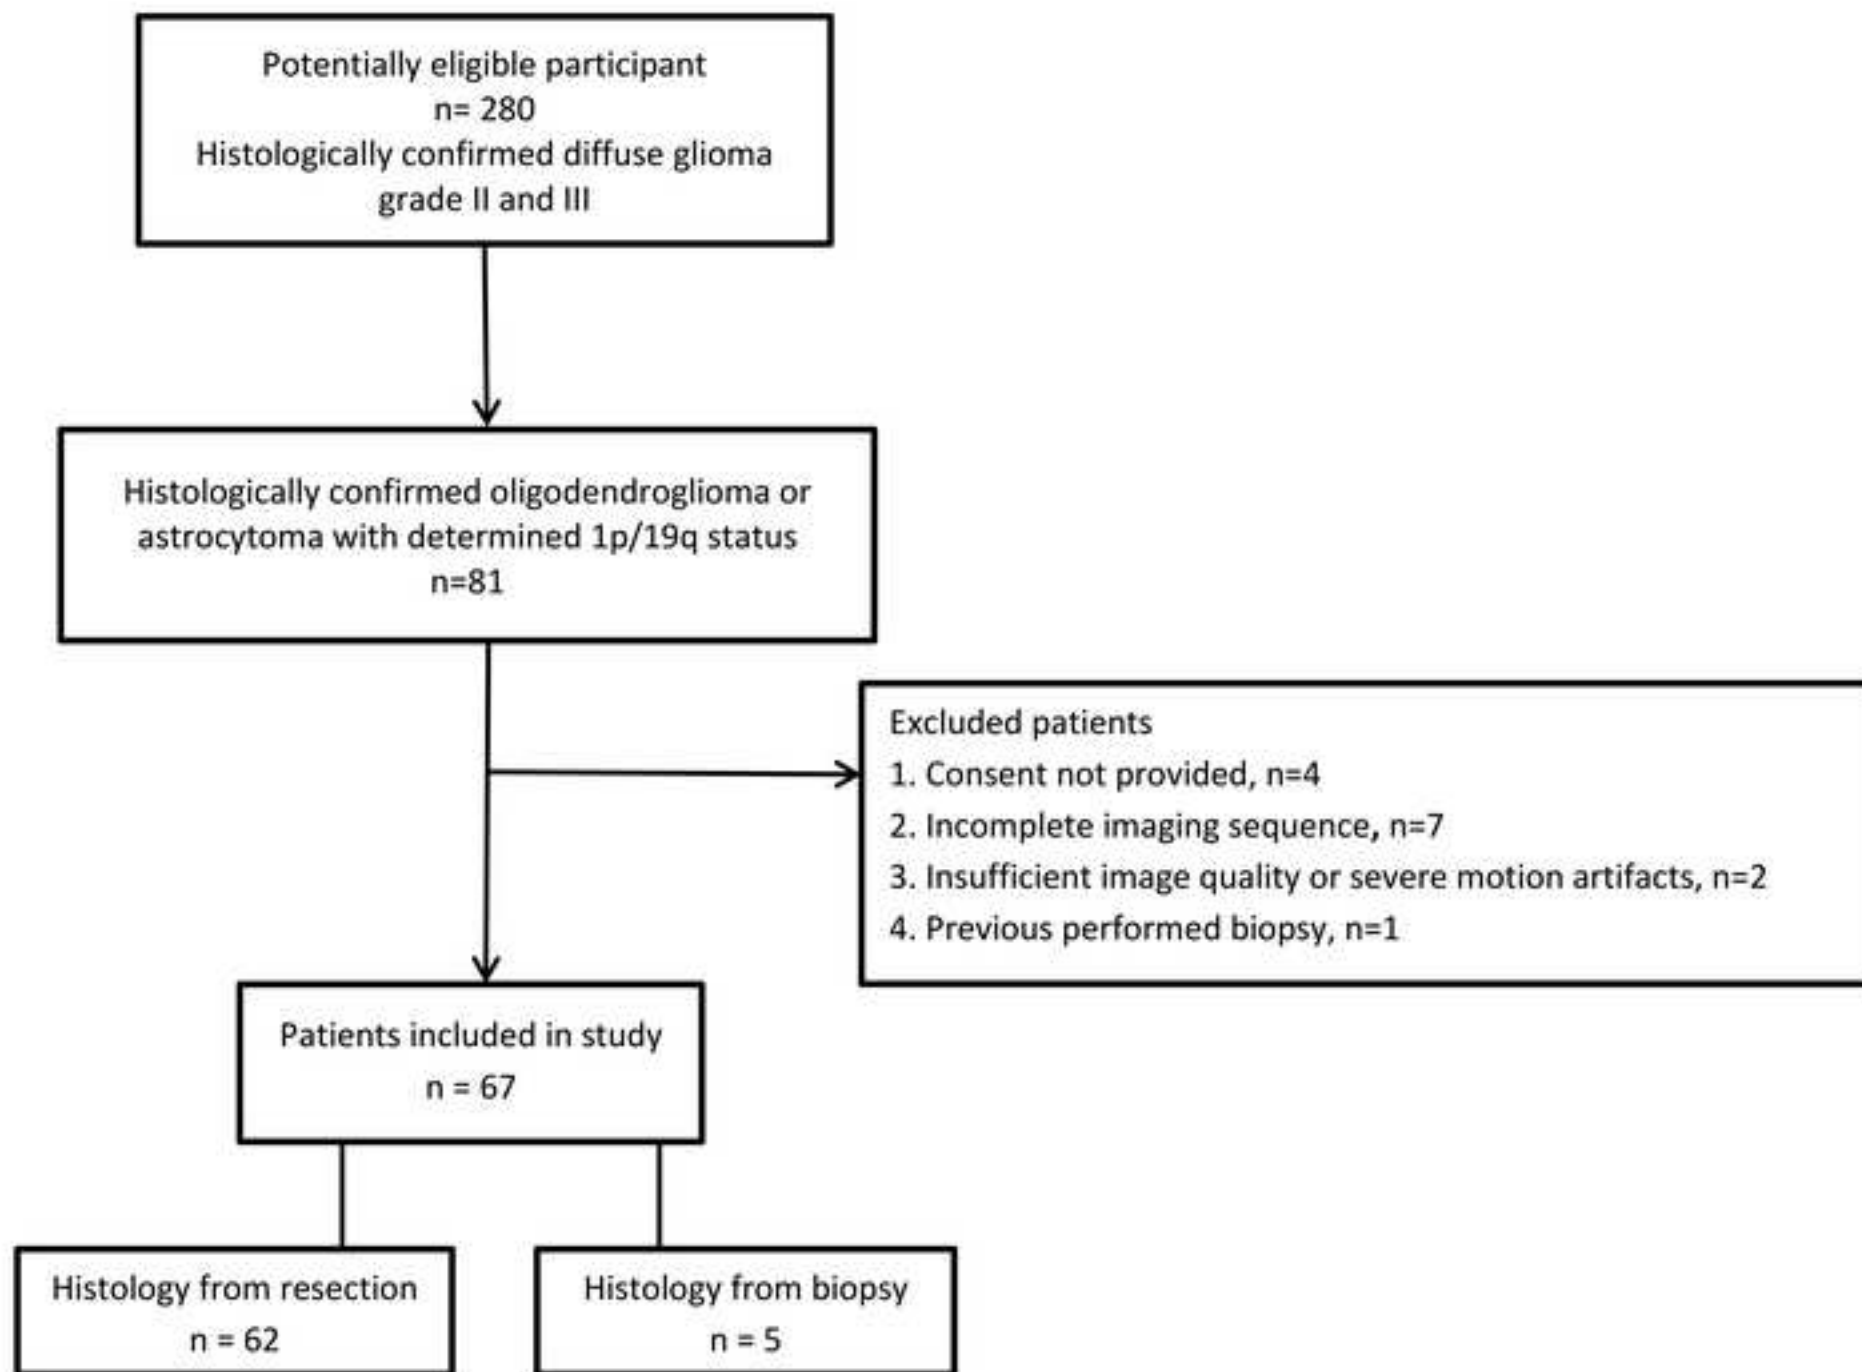 Potentially eligible participant
n= 280
Histologically confirmed diffuse glioma
grade II and III
Histologically confirmed oligodendroglioma or
astrocytoma with determined 1p/19q status
n=81
Excluded patients
1. Consent not provided, n=4
2. Incomplete imaging sequence, n=7
3. Insufficient image quality or severe motion artifacts, n=2
4. Previous performed biopsy, n=1
Patients included in study
n = 67
Histology from resection
n = 62
Histology from biopsy
n = 5